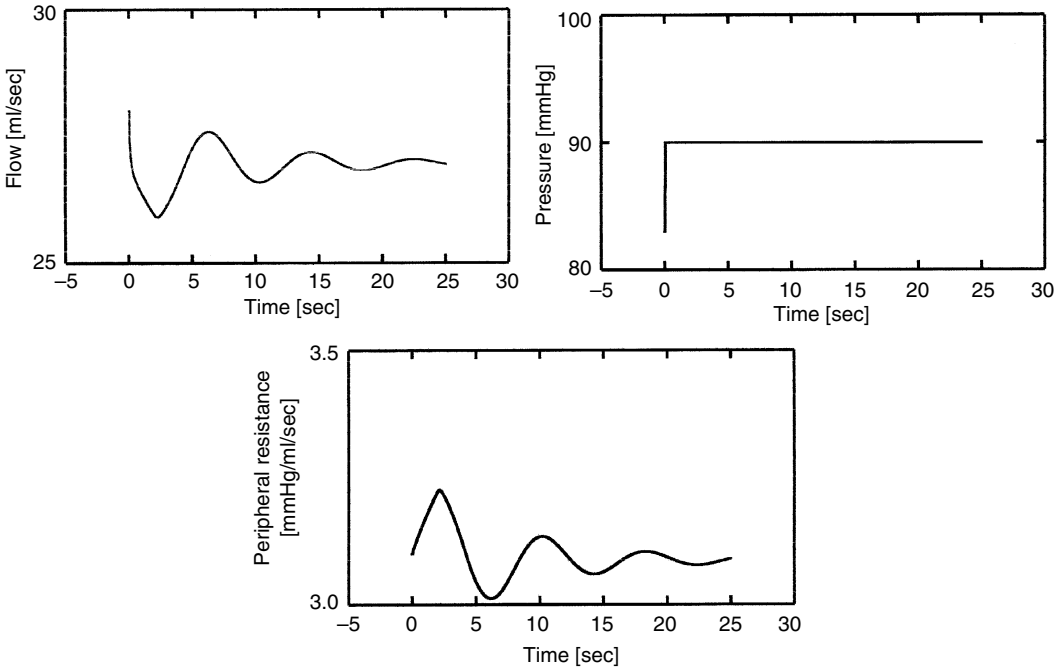 30
Flow [ml/sec]
25
–5 0 5 10 15 20 25 30
Time [sec]
100
Pressure [mmHg]
90
80
–5 0 5 10 15 20 25 30
Time [sec]
3.5
Peripheral resistance
[mmHg/ml/sec]
3.0
–5 0 5 10 15 20 25 30
Time [sec]